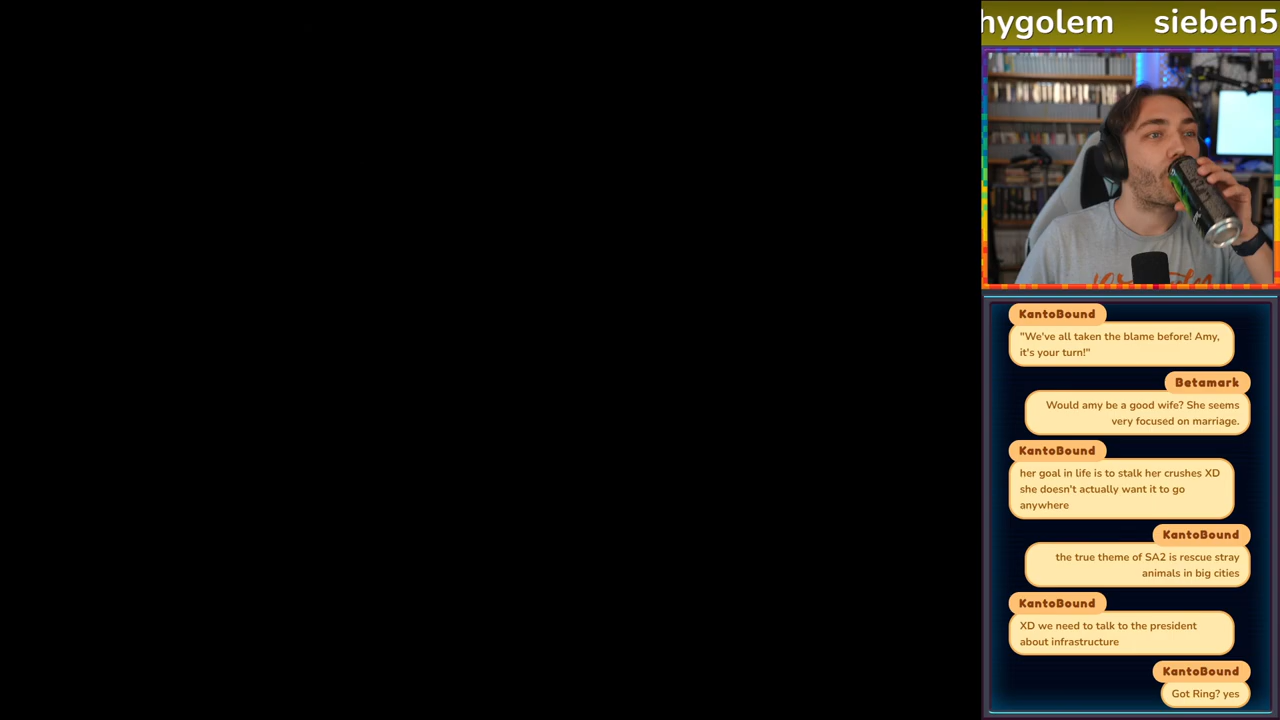 hygolem sieben5
KantoBound
"We've all taken the blame before! Amy,
it's your turn!"
Betamark
Would amy be a good wife? She seems
very focused on marriage.
KantoBound
her goal in life is to stalk her crushes XD
she doesn't actually want it to go
anywhere
KantoBound
the true theme of SA2 is rescue stray
animals in big cities
KantoBound
XD we need to talk to the president
about infrastructure
KantoBound
Got Ring? yes